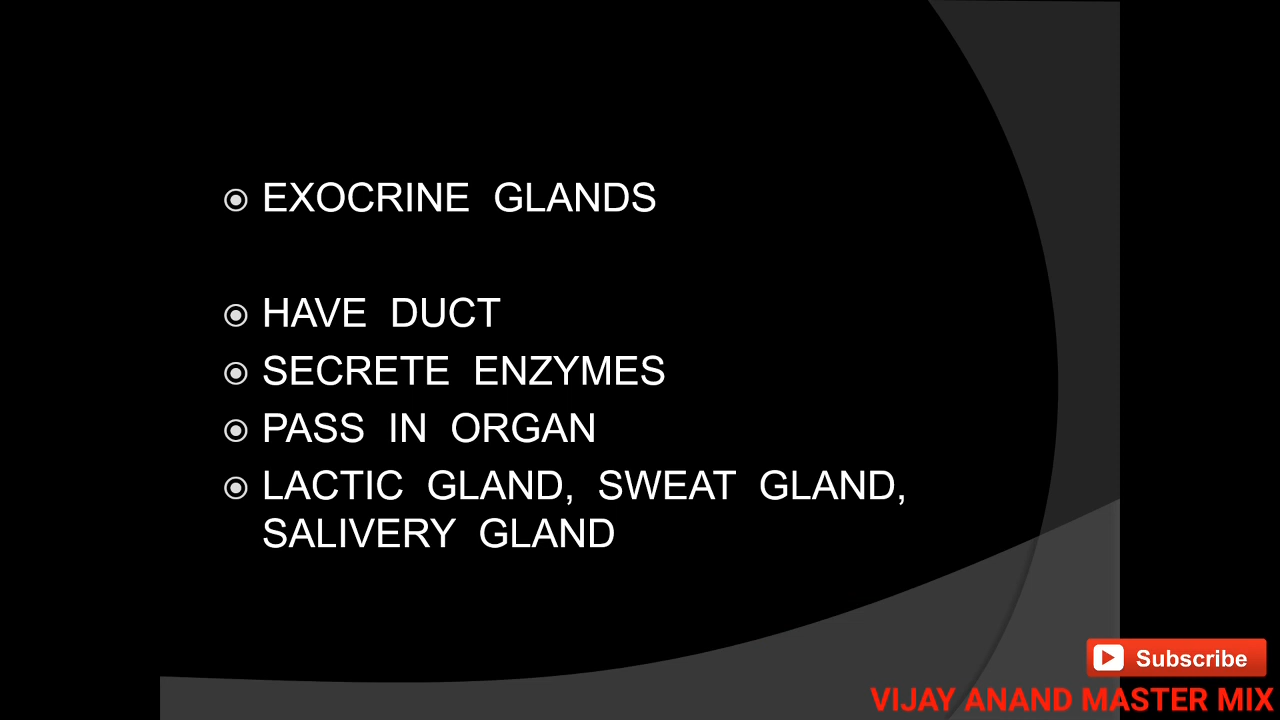 EXOCRINE GLANDS
HAVE DUCT
SECRETE ENZYMES
PASS IN ORGAN
LACTIC GLAND, SWEAT GLAND,
SALIVERY GLAND
Subscribe
VIJAY ANAND MASTER MIX